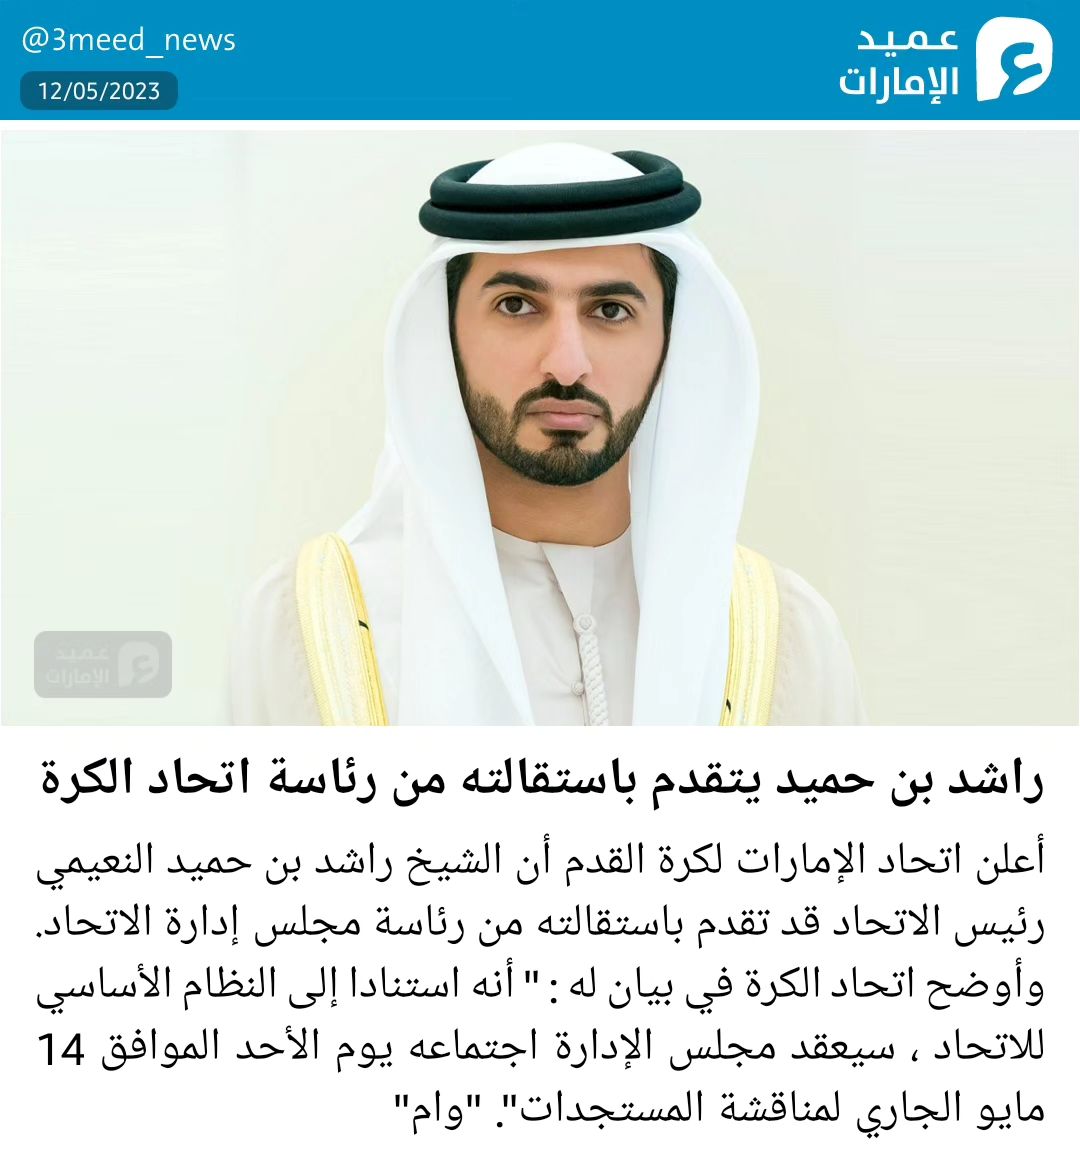 @3meed_news
12/05/2023
عميد
الإمارات
عميد
الإمارات
راشد بن حميد يتقدم باستقالته من رئاسة اتحاد الكرة
أعلن اتحاد الإمارات لكرة القدم أن الشيخ راشد بن حميد النعيمي
رئيس الاتحاد قد تقدم باستقالته من رئاسة مجلس إدارة الاتحاد.
وأوضح اتحاد الكرة في بيان له : " أنه استنادا إلى النظام الأساسي
للاتحاد ، سيعقد مجلس الإدارة اجتماعه يوم الأحد الموافق 14
مايو الجاري لمناقشة المستجدات". "وام"